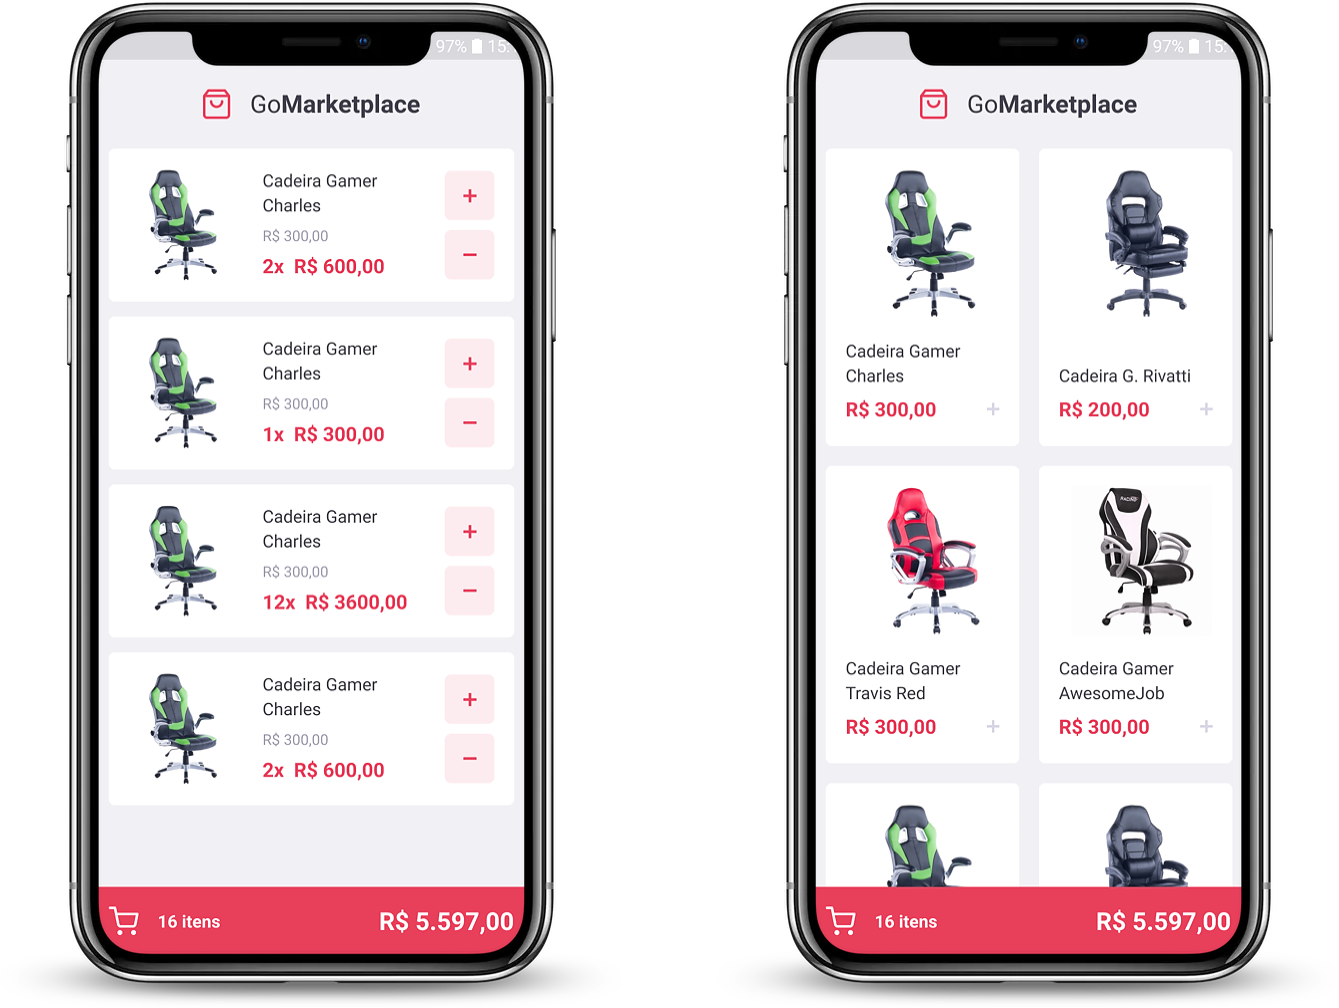 97% 15:
GoMarketplace
Cadeira Gamer
Charles
R$ 300,00
2x R$ 600,00
+
−
Cadeira Gamer
Charles
R$ 300,00
1x R$ 300,00
+
−
Cadeira Gamer
Charles
R$ 300,00
12x R$ 3600,00
+
−
Cadeira Gamer
Charles
R$ 300,00
2x R$ 600,00
+
−
16 itens
R$ 5.597,00
97% 15:
GoMarketplace
Cadeira Gamer
Charles
R$ 300,00 +
Cadeira G. Rivatti
R$ 200,00 +
Cadeira Gamer
Travis Red
R$ 300,00 +
Cadeira Gamer
AwesomeJob
R$ 300,00 +
16 itens
R$ 5.597,00